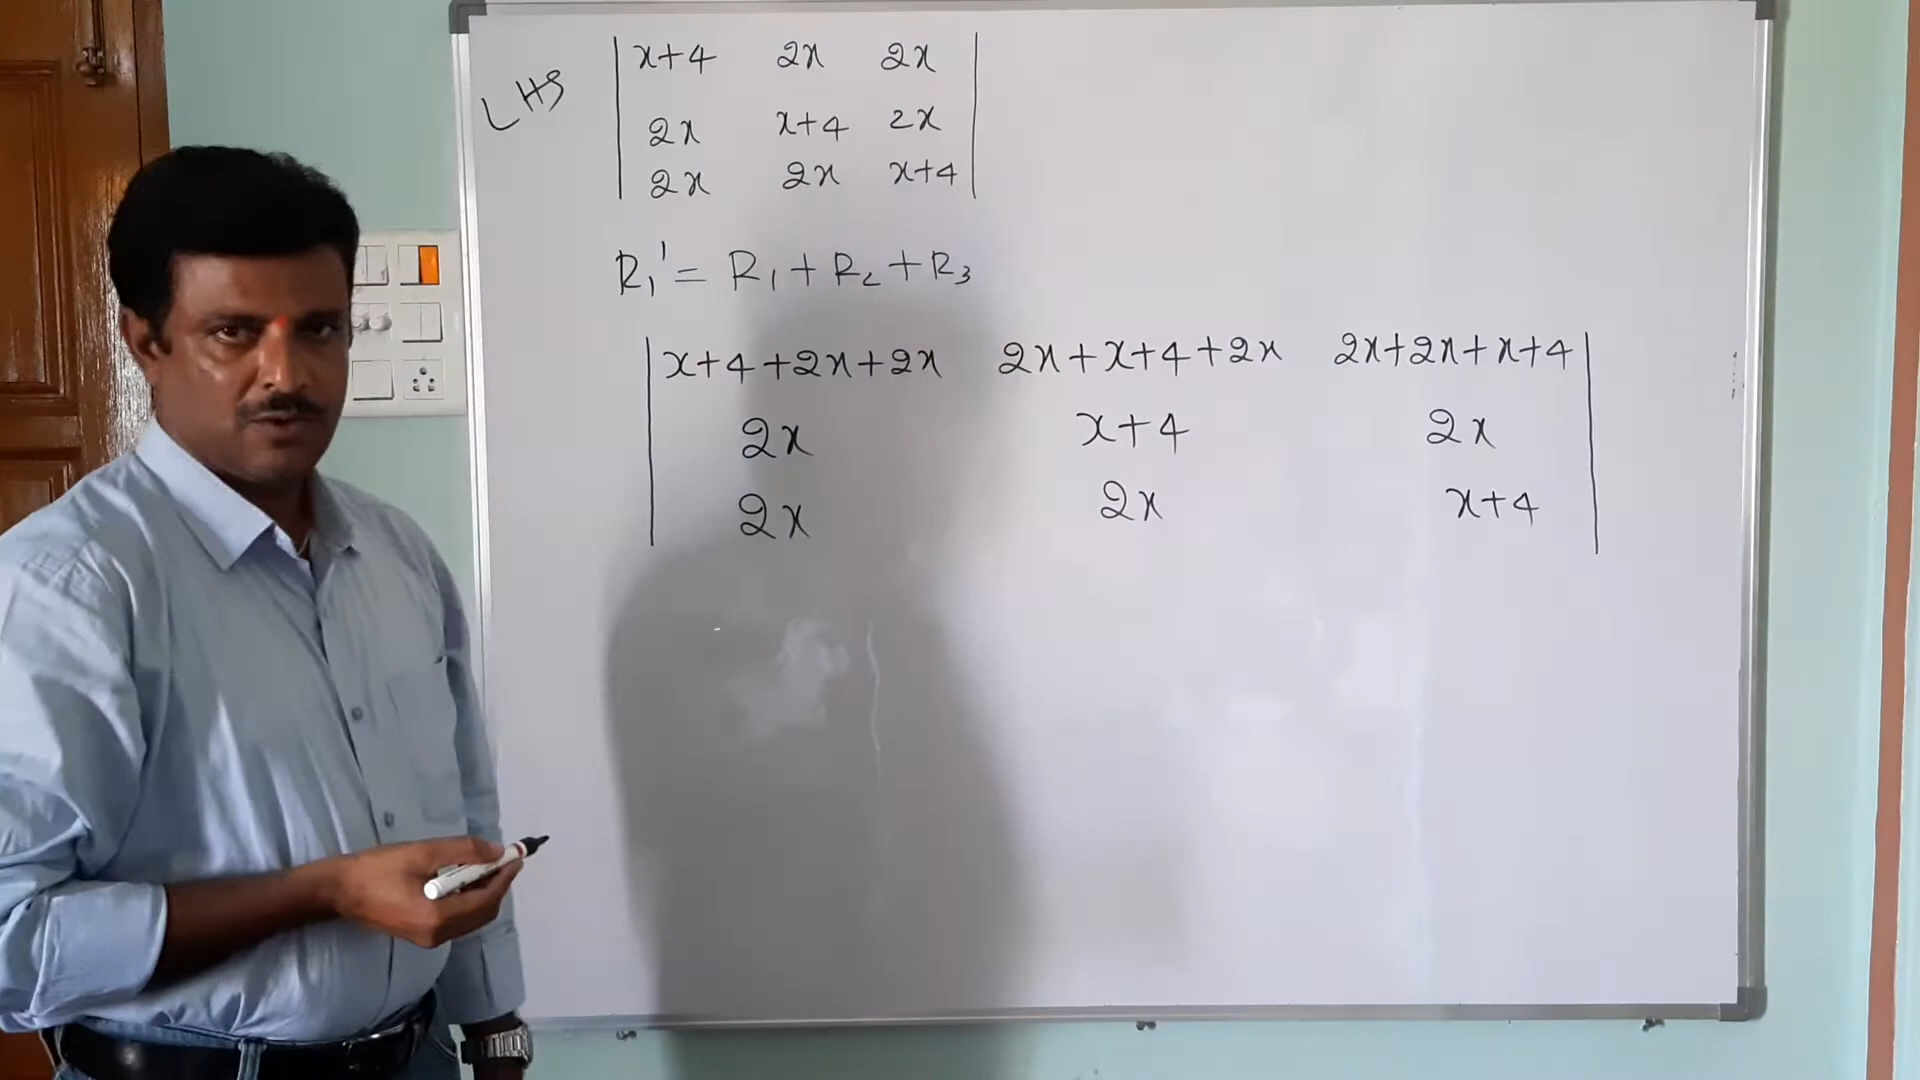 LHS
| x+4 2x 2x |
| 2x x+4 2x |
| 2x 2x x+4 |
R₁' = R₁ + R₂ + R₃
| x+4+2x+2x 2x+x+4+2x 2x+2x+x+4 |
| 2x x+4 2x |
| 2x 2x x+4 |